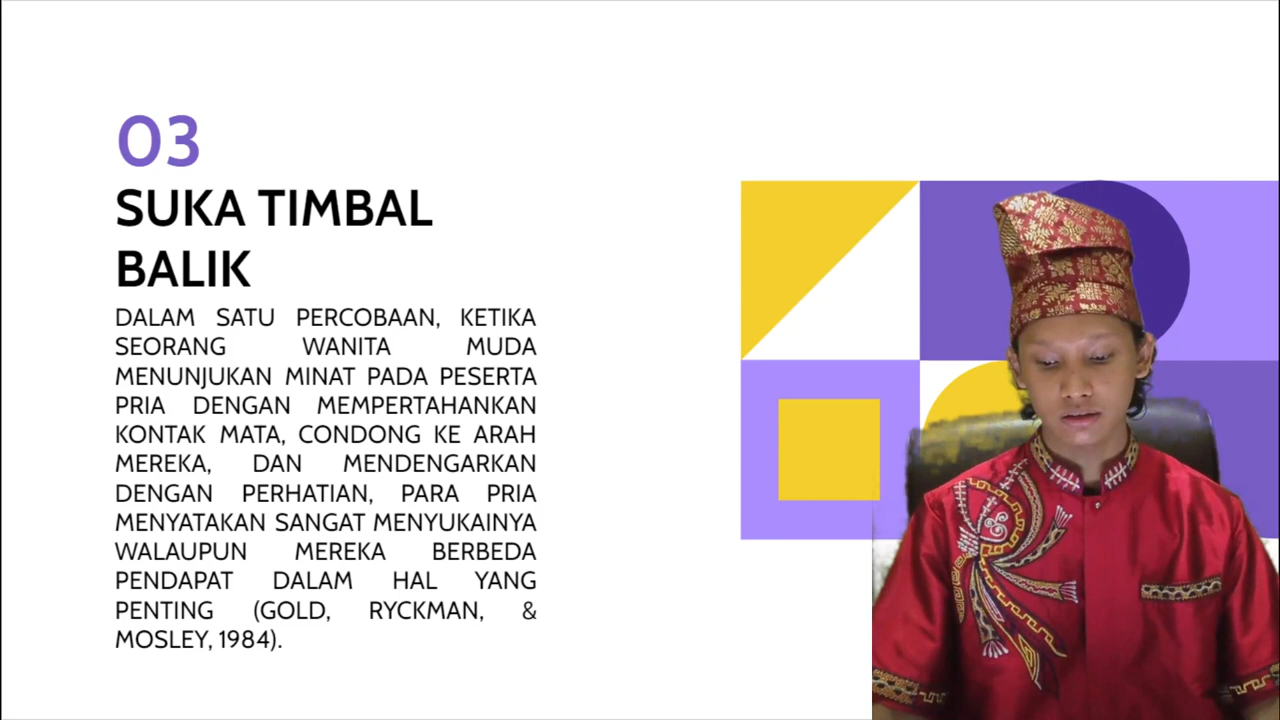 03
SUKA TIMBAL
BALIK
DALAM SATU PERCOBAAN, KETIKA
SEORANG WANITA MUDA
MENUNJUKAN MINAT PADA PESERTA
PRIA DENGAN MEMPERTAHANKAN
KONTAK MATA, CONDONG KE ARAH
MEREKA, DAN MENDENGARKAN
DENGAN PERHATIAN, PARA PRIA
MENYATAKAN SANGAT MENYUKAINYA
WALAUPUN MEREKA BERBEDA
PENDAPAT DALAM HAL YANG
PENTING (GOLD, RYCKMAN, &
MOSLEY, 1984).